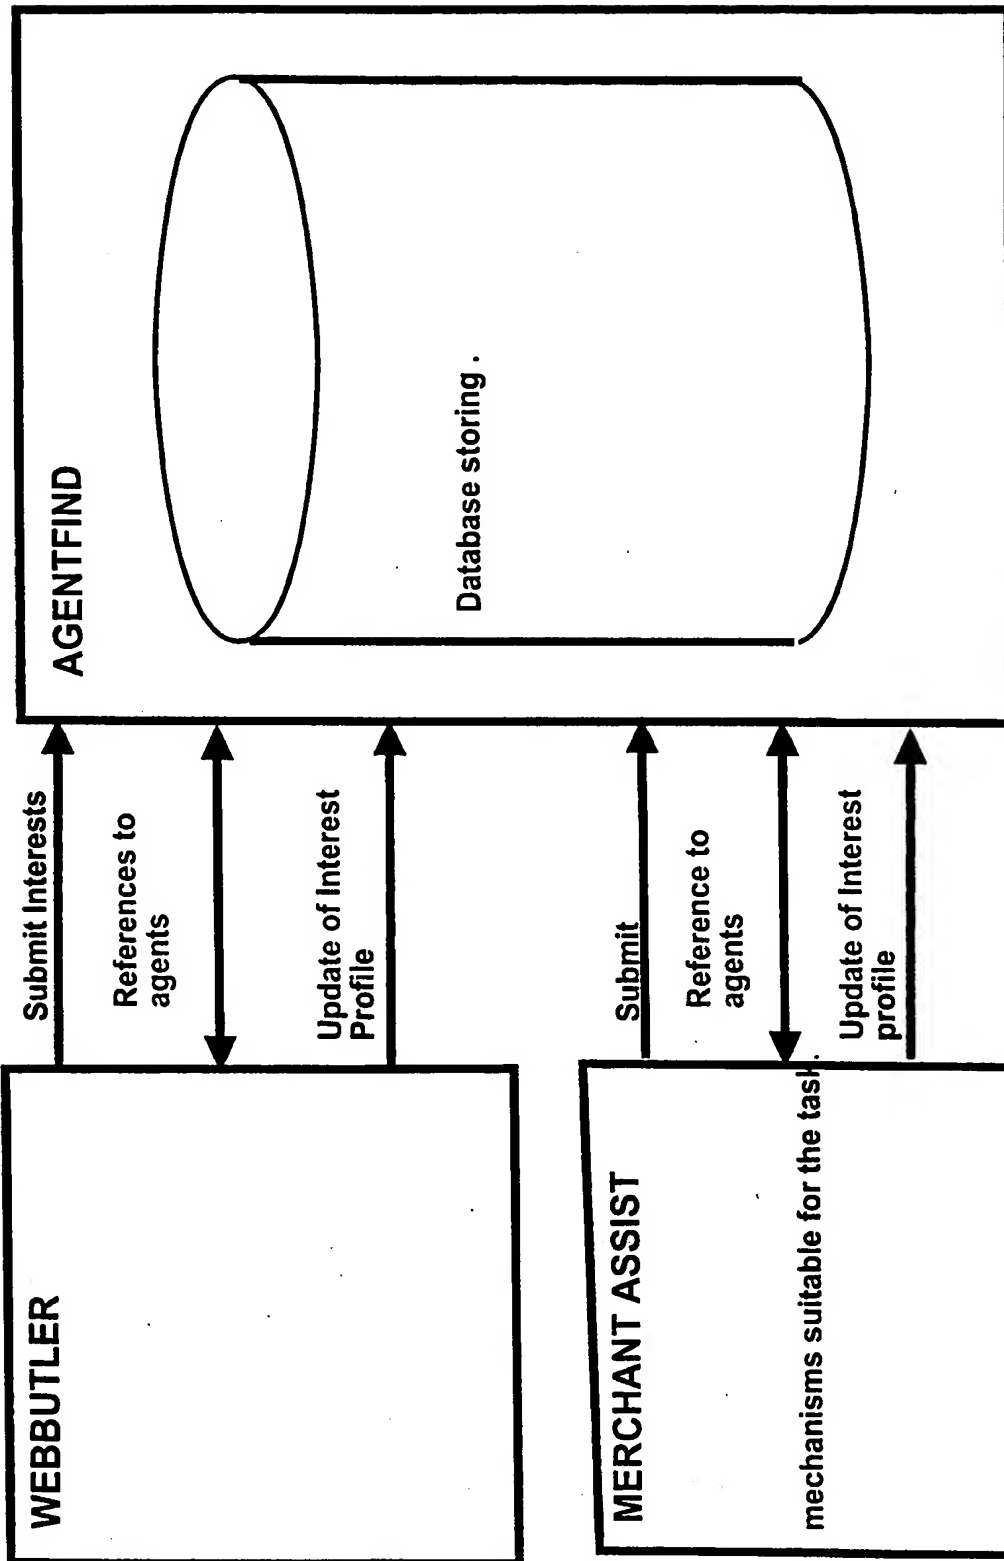 WEBBUTLER
Submit Interests
References to
agents
Update of Interest
Profile
AGENTFIND
Database storing .
MERCHANT ASSIST
mechanisms suitable for the task.
Submit
Reference to
agents
Update of Interest
profile